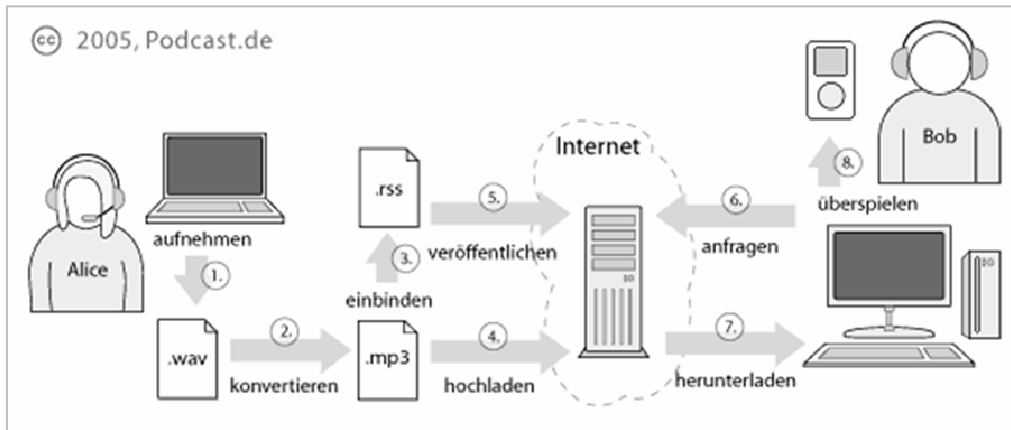 cc 2005, Podcast.de
Alice
aufnehmen
1.
.wav
2.
konvertieren
.mp3
3.
einbinden
.rss
4.
hochladen
5.
veröffentlichen
Internet
6.
anfragen
7.
herunterladen
8.
überspielen
Bob